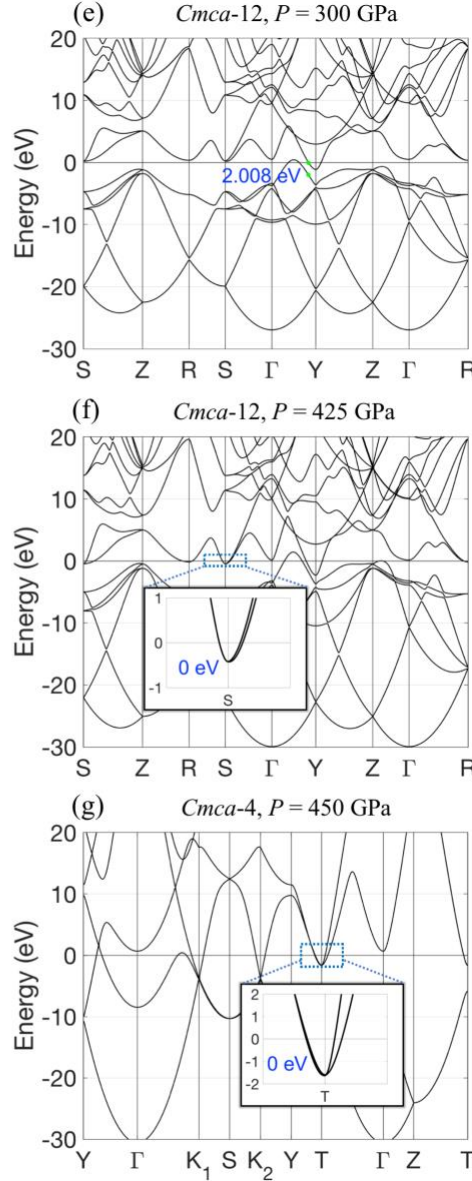 (e) Cmca-12, P = 300 GPa
Energy (eV)
20
10
0
-10
-20
-30
2.008 eV
S Z R S Γ Y Z Γ R
(f) Cmca-12, P = 425 GPa
Energy (eV)
20
10
0
-10
-20
-30
1
0
-1
0 eV
S
S Z R S Γ Y Z Γ R
(g) Cmca-4, P = 450 GPa
Energy (eV)
20
10
0
-10
-20
-30
2
1
0
-1
-2
0 eV
T
Y Γ K₁ S K₂ Y T Γ Z T